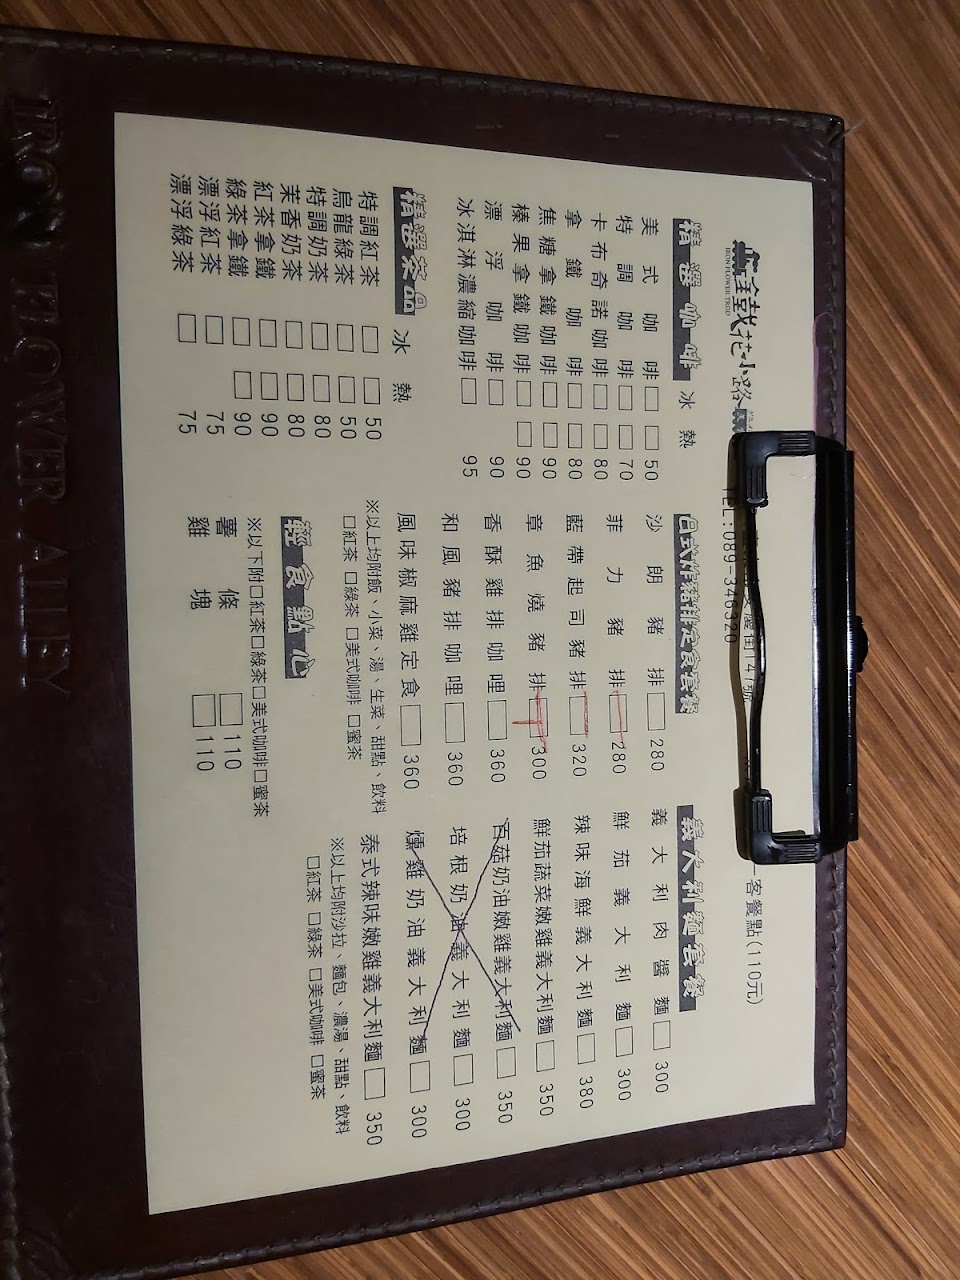 鐵花小路
IRON FLOWER TRIO
TEL:089-346320
一客餐點(110元)
精選咖啡 冰 熱
美式咖啡 □ □ 50
特調咖啡 □ □ 70
卡布奇諾咖啡 □ □ 80
拿鐵咖啡 □ □ 80
焦糖拿鐵咖啡 □ □ 90
榛果拿鐵咖啡 □ □ 90
漂浮咖啡 □ 90
冰淇淋濃縮咖啡 □ 95
精選茶品 冰 熱
特調紅茶 □ □ 50
烏龍綠茶 □ □ 50
特調奶茶 □ □ 80
茉香奶茶 □ □ 80
紅茶拿鐵 □ □ 90
綠茶拿鐵 □ □ 90
漂浮紅茶 □ 75
漂浮綠茶 □ 75
日式炸豬排定食套餐
沙朗豬排 □ 280
菲力豬排 □ 280
藍帶起司豬排 □ 320
章魚燒豬排 □ 300
香酥雞排咖哩 □ 360
和風豬排咖哩 □ 360
風味椒麻雞定食 □ 360
※以上均附飯、小菜、湯、生菜、甜點、飲料
□紅茶 □綠茶 □美式咖啡 □蜜茶
輕食點心
※以下附□紅茶□綠茶□美式咖啡□蜜茶
薯條 □ 110
雞塊 □ 110
義大利麵套餐
義大利肉醬麵 □ 300
鮮茄義大利麵 □ 300
辣味海鮮義大利麵 □ 380
鮮茄蔬菜嫩雞義大利麵 □ 350
百菇奶油嫩雞義大利麵 □ 350
培根奶油義大利麵 □ 300
燻雞奶油義大利麵 □ 300
泰式辣味嫩雞義大利麵 □ 350
※以上均附沙拉、麵包、濃湯、甜點、飲料
□紅茶 □綠茶 □美式咖啡 □蜜茶
IRON FLOWER ALLEY